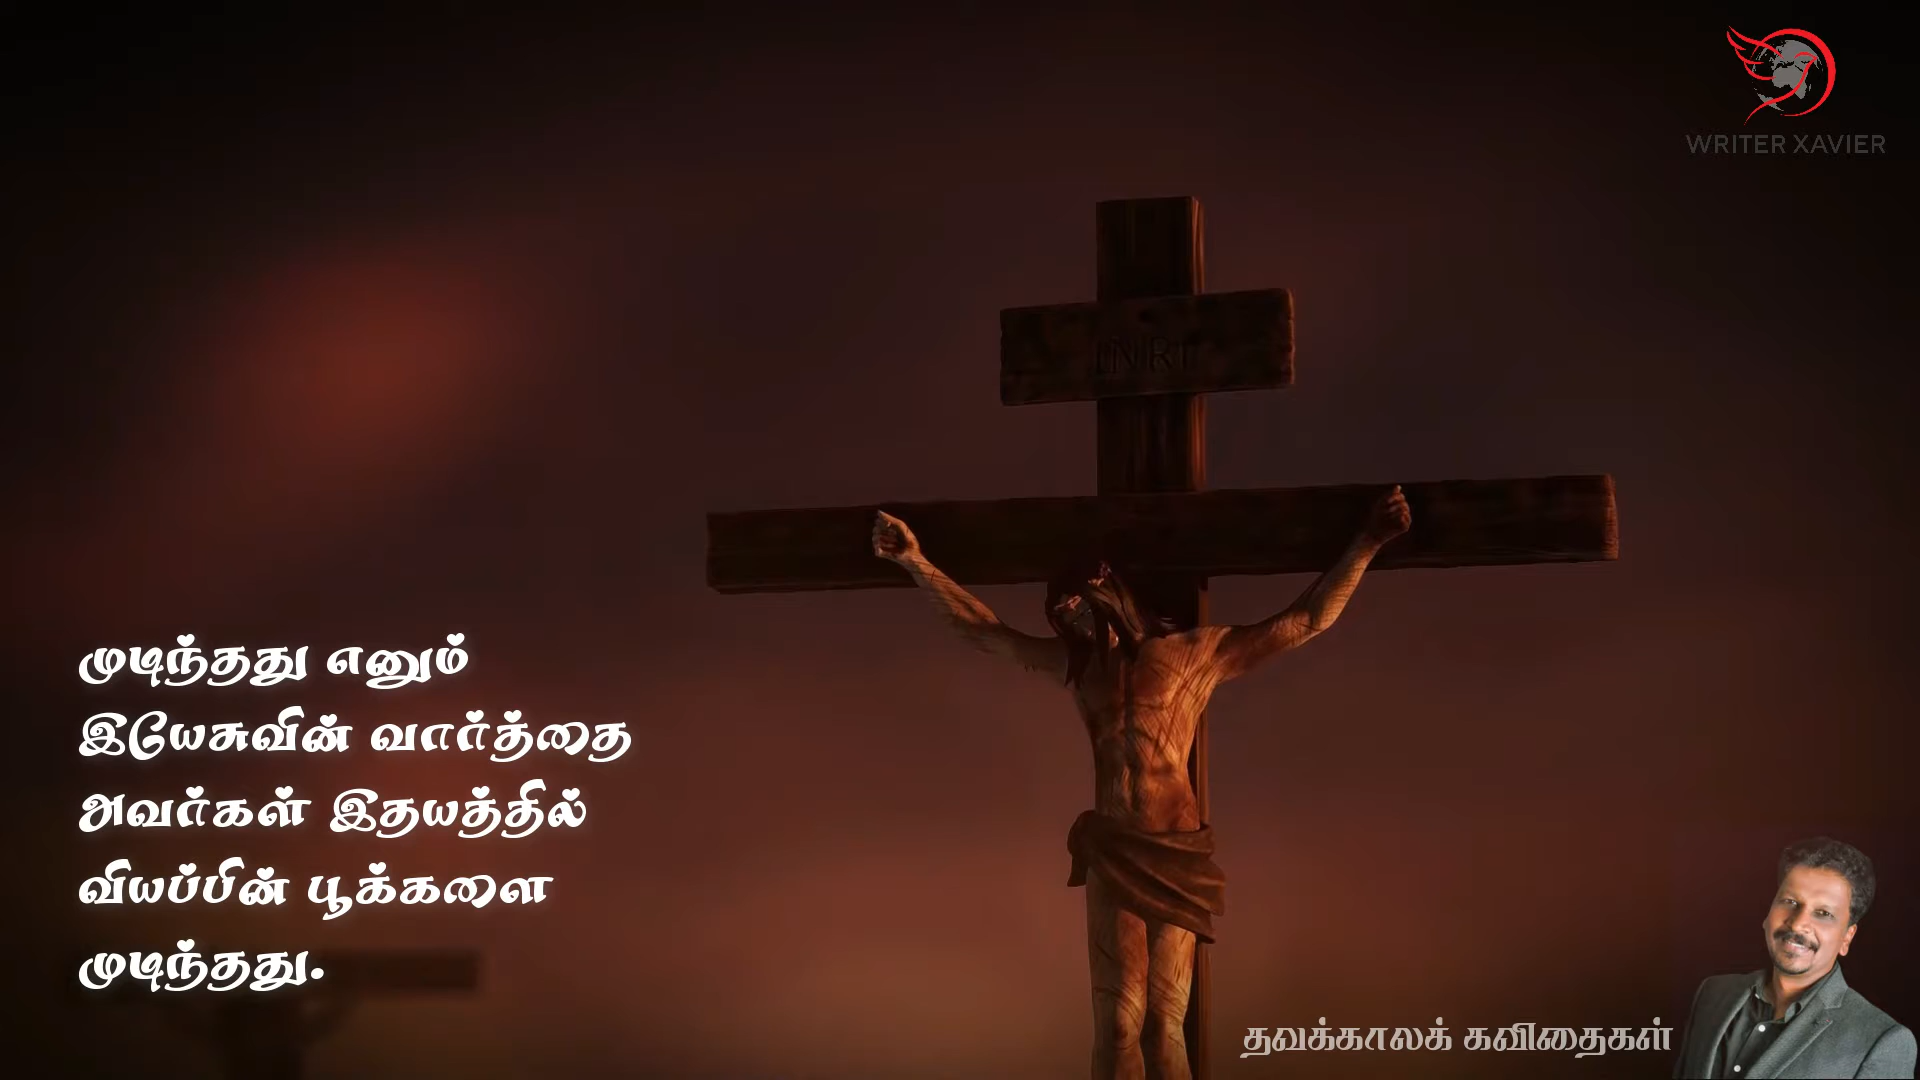 WRITER XAVIER
INRI
முடிந்தது எனும்
இயேசுவின் வார்த்தை
அவர்கள் இதயத்தில்
வியப்பின் பூக்களை
முடிந்தது.
தவக்காலக் கவிதைகள்